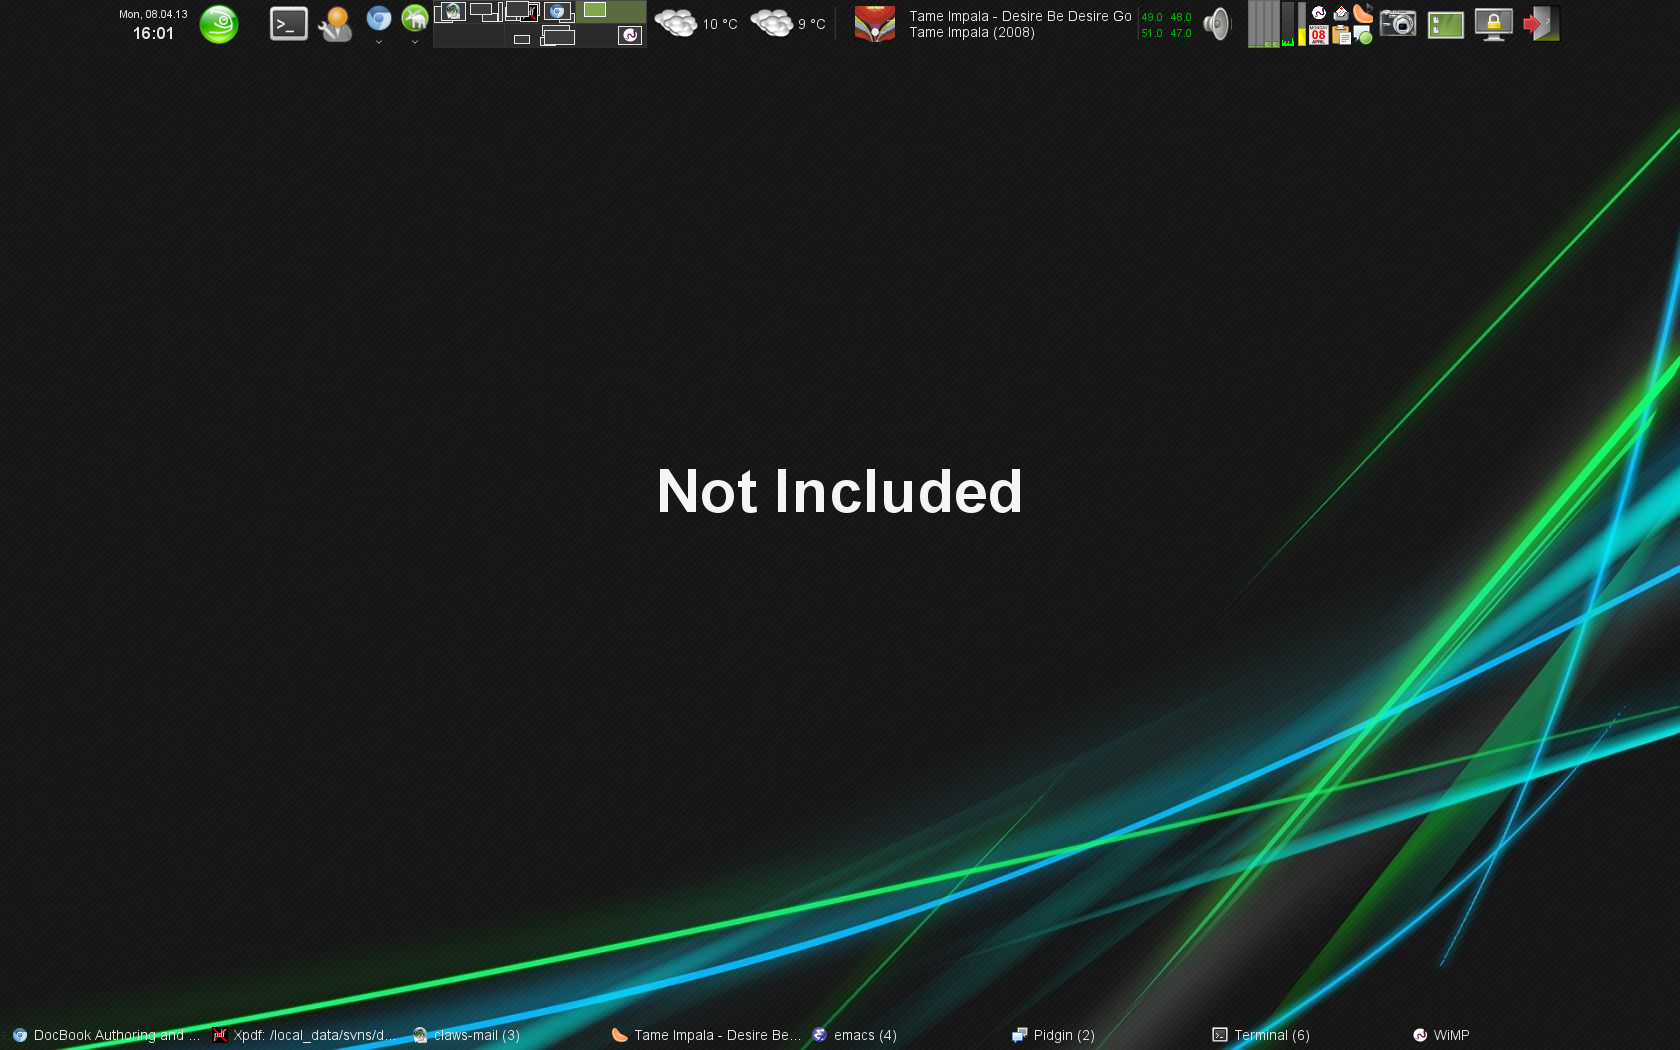 Mon, 08.04.13
16:01
10 °C
9 °C
Tame Impala - Desire Be Desire Go
Tame Impala (2008)
49.0 48.0
51.0 47.0
08
APRIL
Not Included
DocBook Authoring and ...
Xpdf: /local_data/svns/d...
claws-mail (3)
Tame Impala - Desire Be...
emacs (4)
Pidgin (2)
Terminal (6)
WiMP